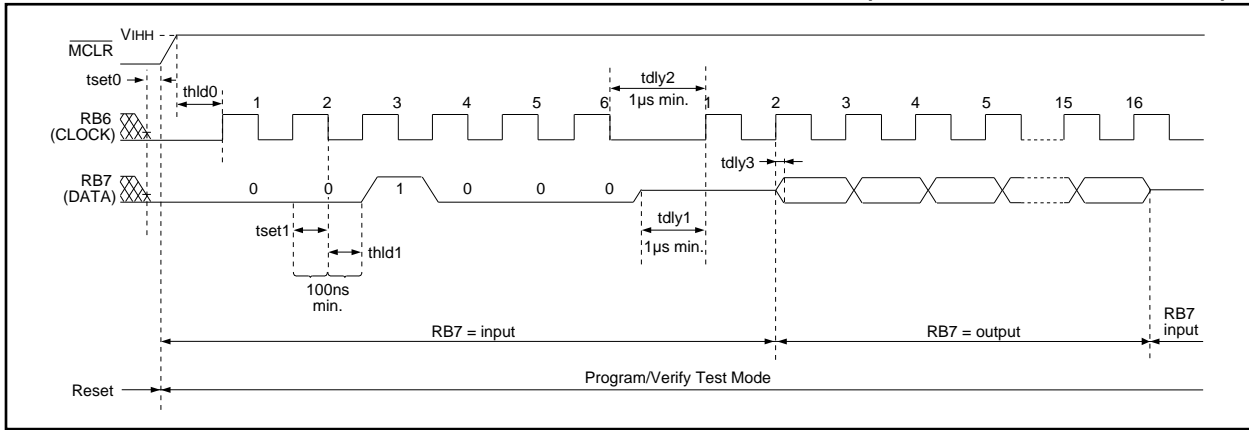 VIHH
MCLR
tset0
thld0
tdly2
1µs min.
1 2 3 4 5 6 1 2 3 4 5 15 16
RB6
(CLOCK)
tdly3
RB7
(DATA)
0 0 1 0 0 0
tset1
thld1
tdly1
1µs min.
100ns
min.
RB7 = input
RB7 = output
RB7
input
Reset
Program/Verify Test Mode